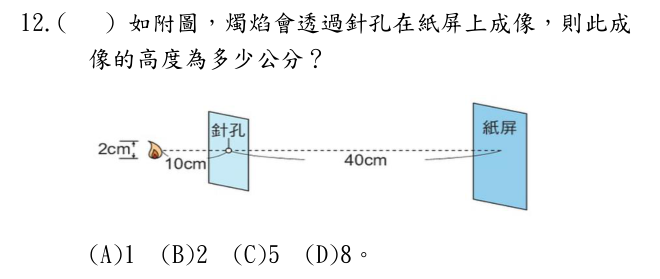 12.(　　) 如附圖，燭焰會透過針孔在紙屏上成像，則此成
像的高度為多少公分？
針孔
紙屏
2cm
10cm
40cm
(A)1　(B)2　(C)5　(D)8。